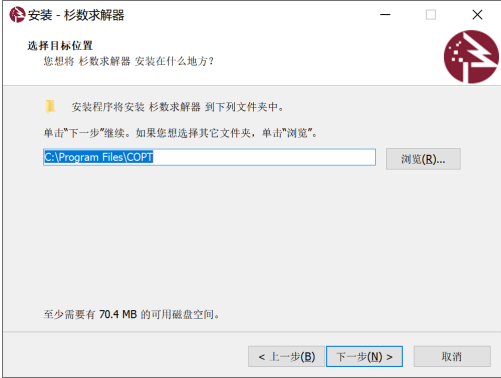 安装 - 杉数求解器
选择目标位置
您想将 杉数求解器 安装在什么地方?
安装程序将安装 杉数求解器 到下列文件夹中。
单击“下一步”继续。如果您想选择其它文件夹，单击“浏览”。
C:\Program Files\COPT
浏览(R)...
至少需要有 70.4 MB 的可用磁盘空间。
< 上一步(B)
下一步(N) >
取消